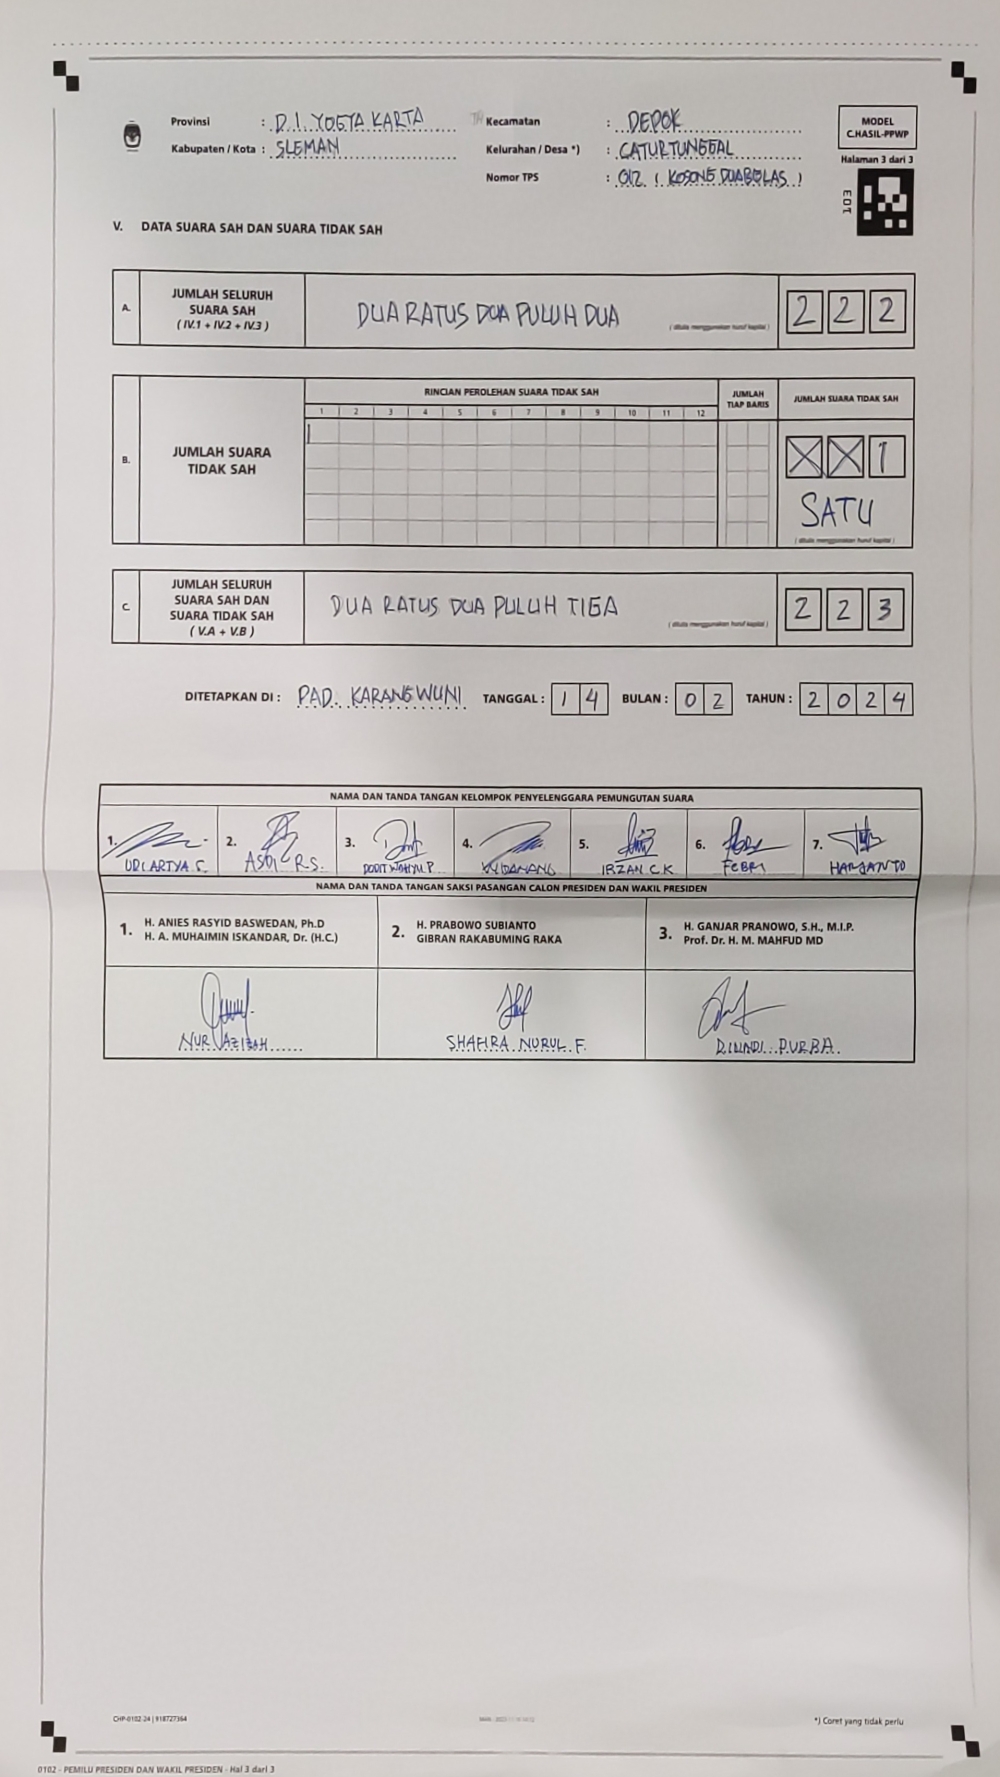 Provinsi : D.I. YOGYAKARTA
Kabupaten / Kota : SLEMAN
Kecamatan : DEPOK
Kelurahan / Desa *) : CATURTUNGGAL
Nomor TPS : 012 ( KOSONG DUABELAS )
MODEL
C.HASIL-PPWP
Halaman 3 dari 3
V. DATA SUARA SAH DAN SUARA TIDAK SAH
A. JUMLAH SELURUH
SUARA SAH
( IV.1 + IV.2 + IV.3 )
DUA RATUS DUA PULUH DUA
( ditulis menggunakan huruf kapital )
2 2 2
RINCIAN PEROLEHAN SUARA TIDAK SAH
JUMLAH
TIAP BARIS
JUMLAH SUARA TIDAK SAH
1 2 3 4 5 6 7 8 9 10 11 12
B. JUMLAH SUARA
TIDAK SAH
X X 1
SATU
( ditulis menggunakan huruf kapital )
C. JUMLAH SELURUH
SUARA SAH DAN
SUARA TIDAK SAH
( V.A + V.B )
DUA RATUS DUA PULUH TIGA
( ditulis menggunakan huruf kapital )
2 2 3
DITETAPKAN DI : PAD. KARANGWUNI TANGGAL : 1 4 BULAN : 0 2 TAHUN : 2 0 2 4
NAMA DAN TANDA TANGAN KELOMPOK PENYELENGGARA PEMUNGUTAN SUARA
1. 2. 3. 4. 5. 6. 7.
R.S. IRZAN C.K FEBRI HARJANTO
NAMA DAN TANDA TANGAN SAKSI PASANGAN CALON PRESIDEN DAN WAKIL PRESIDEN
1. H. ANIES RASYID BASWEDAN, Ph.D
H. A. MUHAIMIN ISKANDAR, Dr. (H.C.)
2. H. PRABOWO SUBIANTO
GIBRAN RAKABUMING RAKA
3. H. GANJAR PRANOWO, S.H., M.I.P.
Prof. Dr. H. M. MAHFUD MD
NUR AZIZAH
SHAFIRA NURUL F.
PURBA
CHP-0102-24 | 918727364
*) Coret yang tidak perlu
0102 - PEMILU PRESIDEN DAN WAKIL PRESIDEN - Hal 3 dari 3